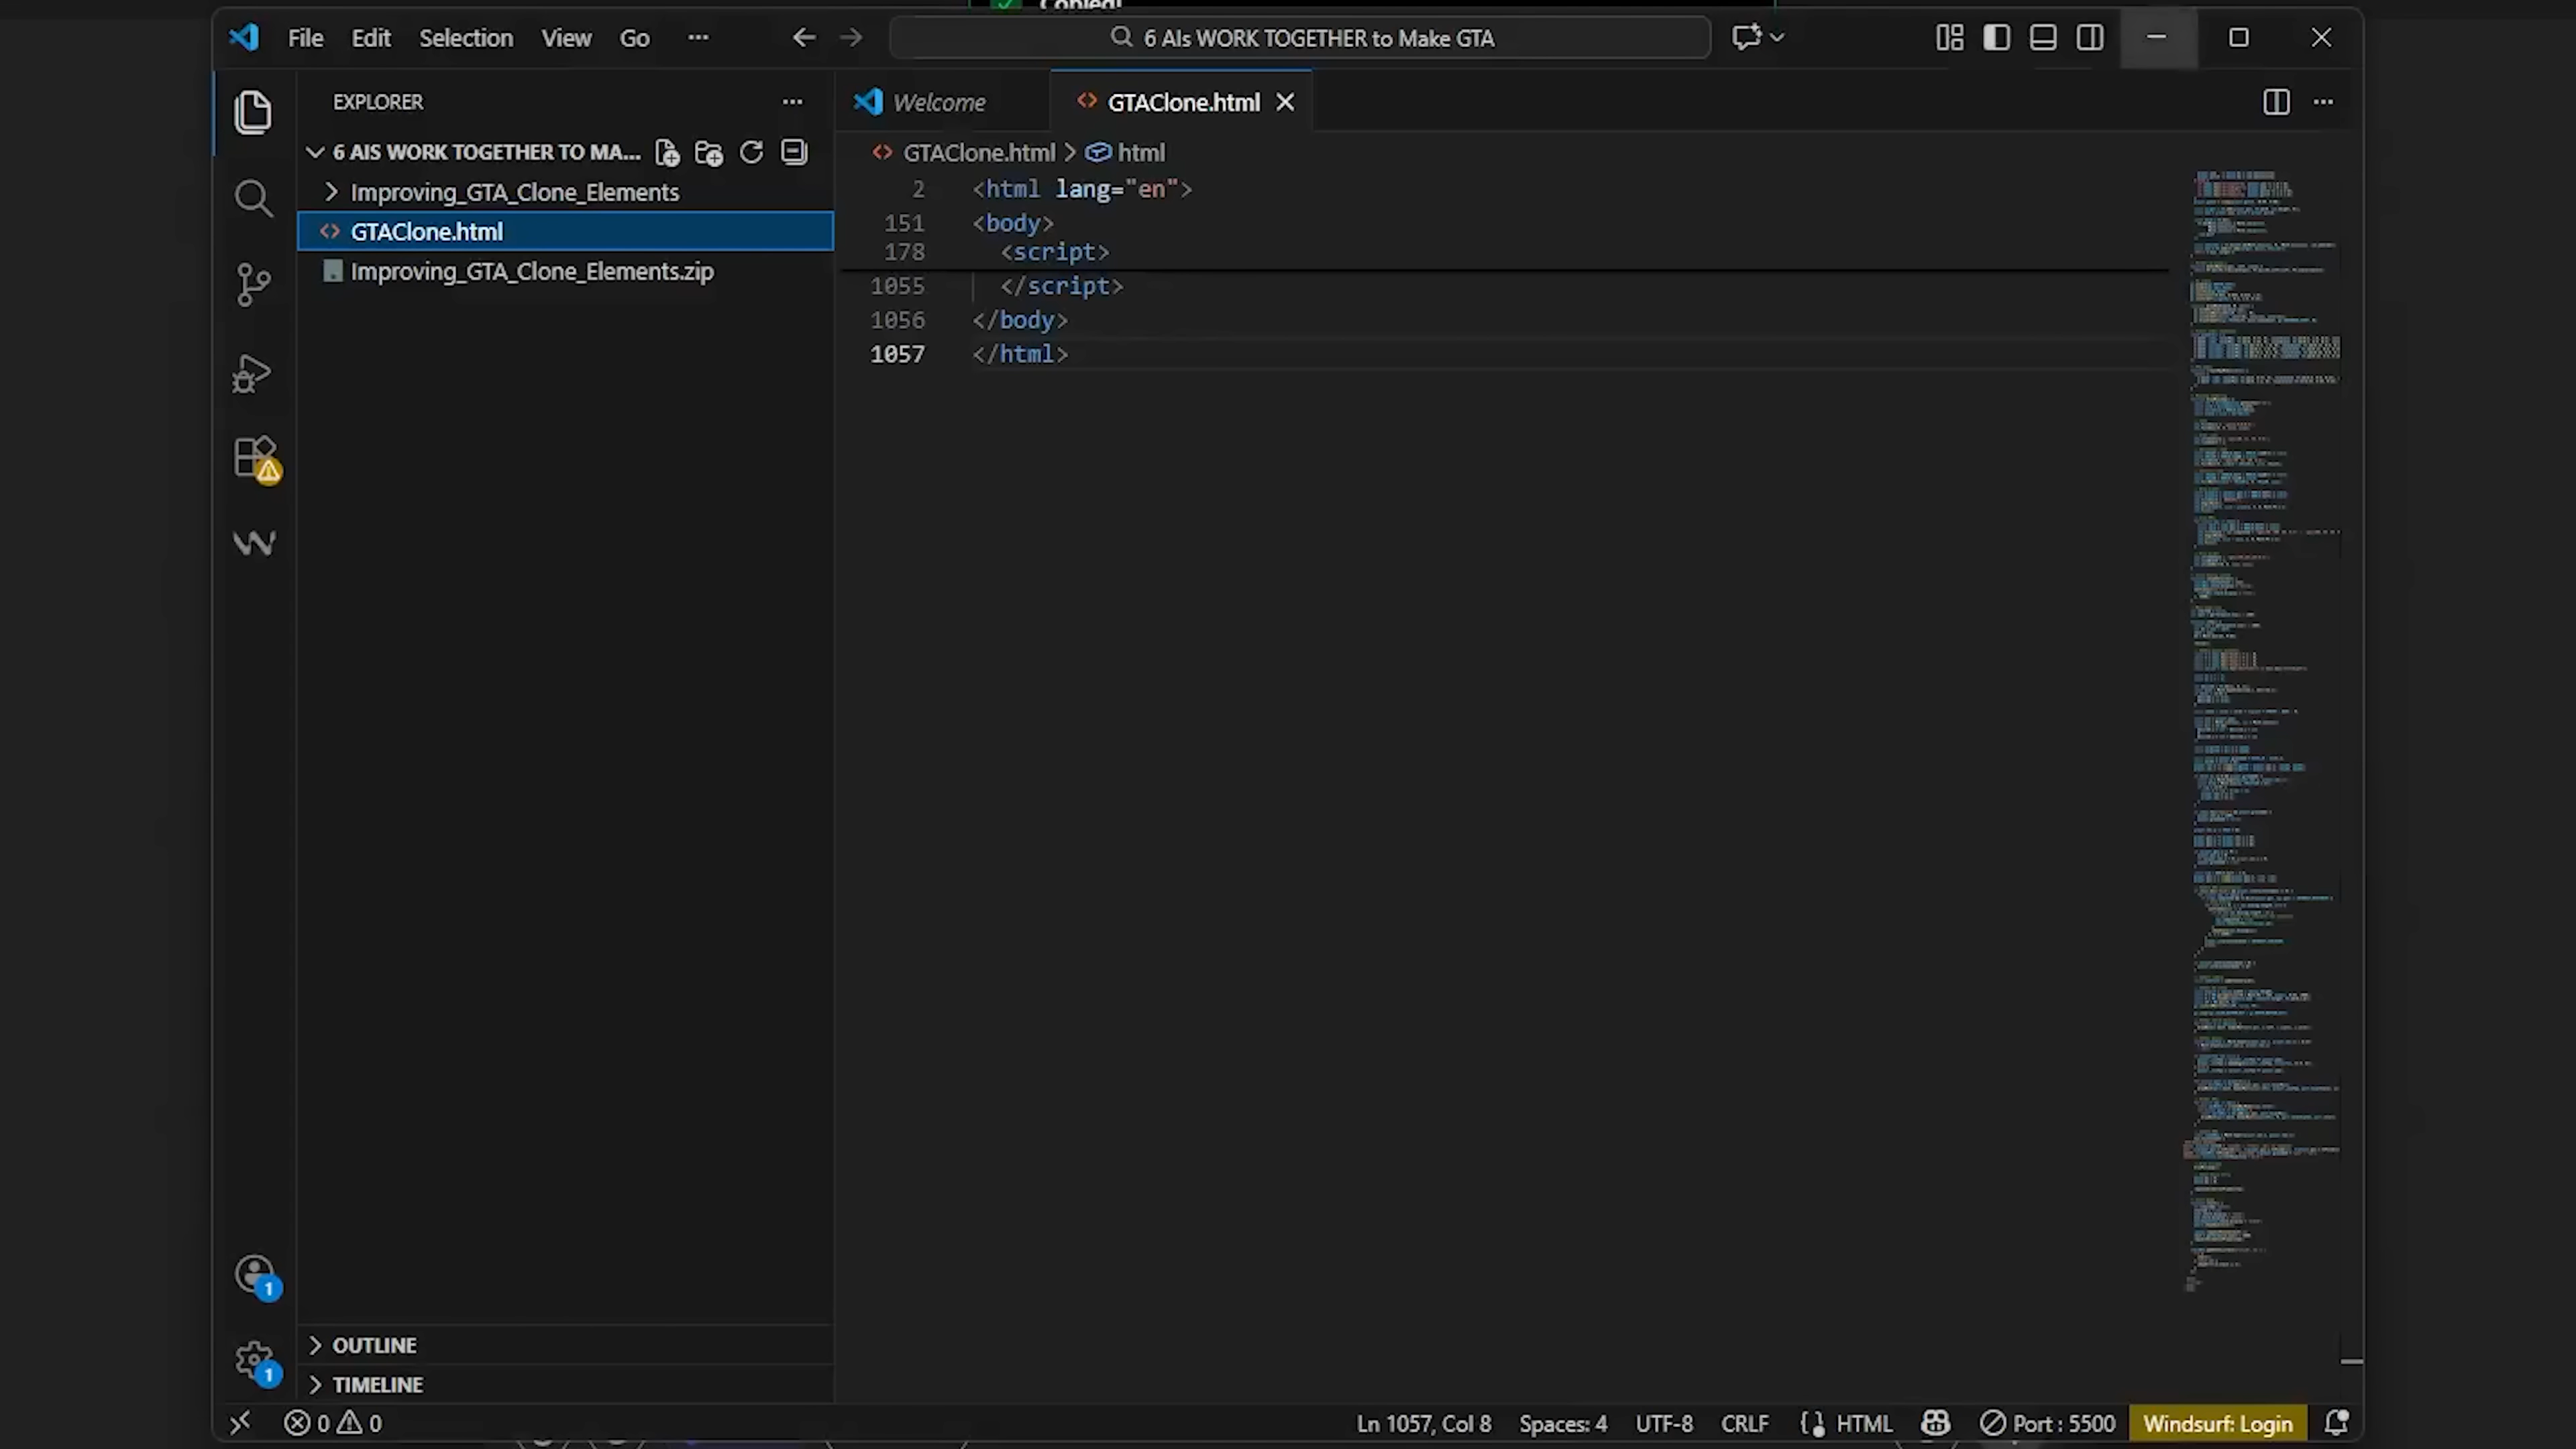 Copied!
File Edit Selection View Go ··· 6 AIs WORK TOGETHER to Make GTA
EXPLORER ···
6 AIS WORK TOGETHER TO MA...
Improving_GTA_Clone_Elements
GTAClone.html
Improving_GTA_Clone_Elements.zip
OUTLINE
TIMELINE
Welcome GTAClone.html
GTAClone.html > html
2 <html lang="en">
151 <body>
178 <script>
1055 </script>
1056 </body>
1057 </html>
1
1
0 0 Ln 1057, Col 8 Spaces: 4 UTF-8 CRLF HTML Port : 5500 Windsurf: Login